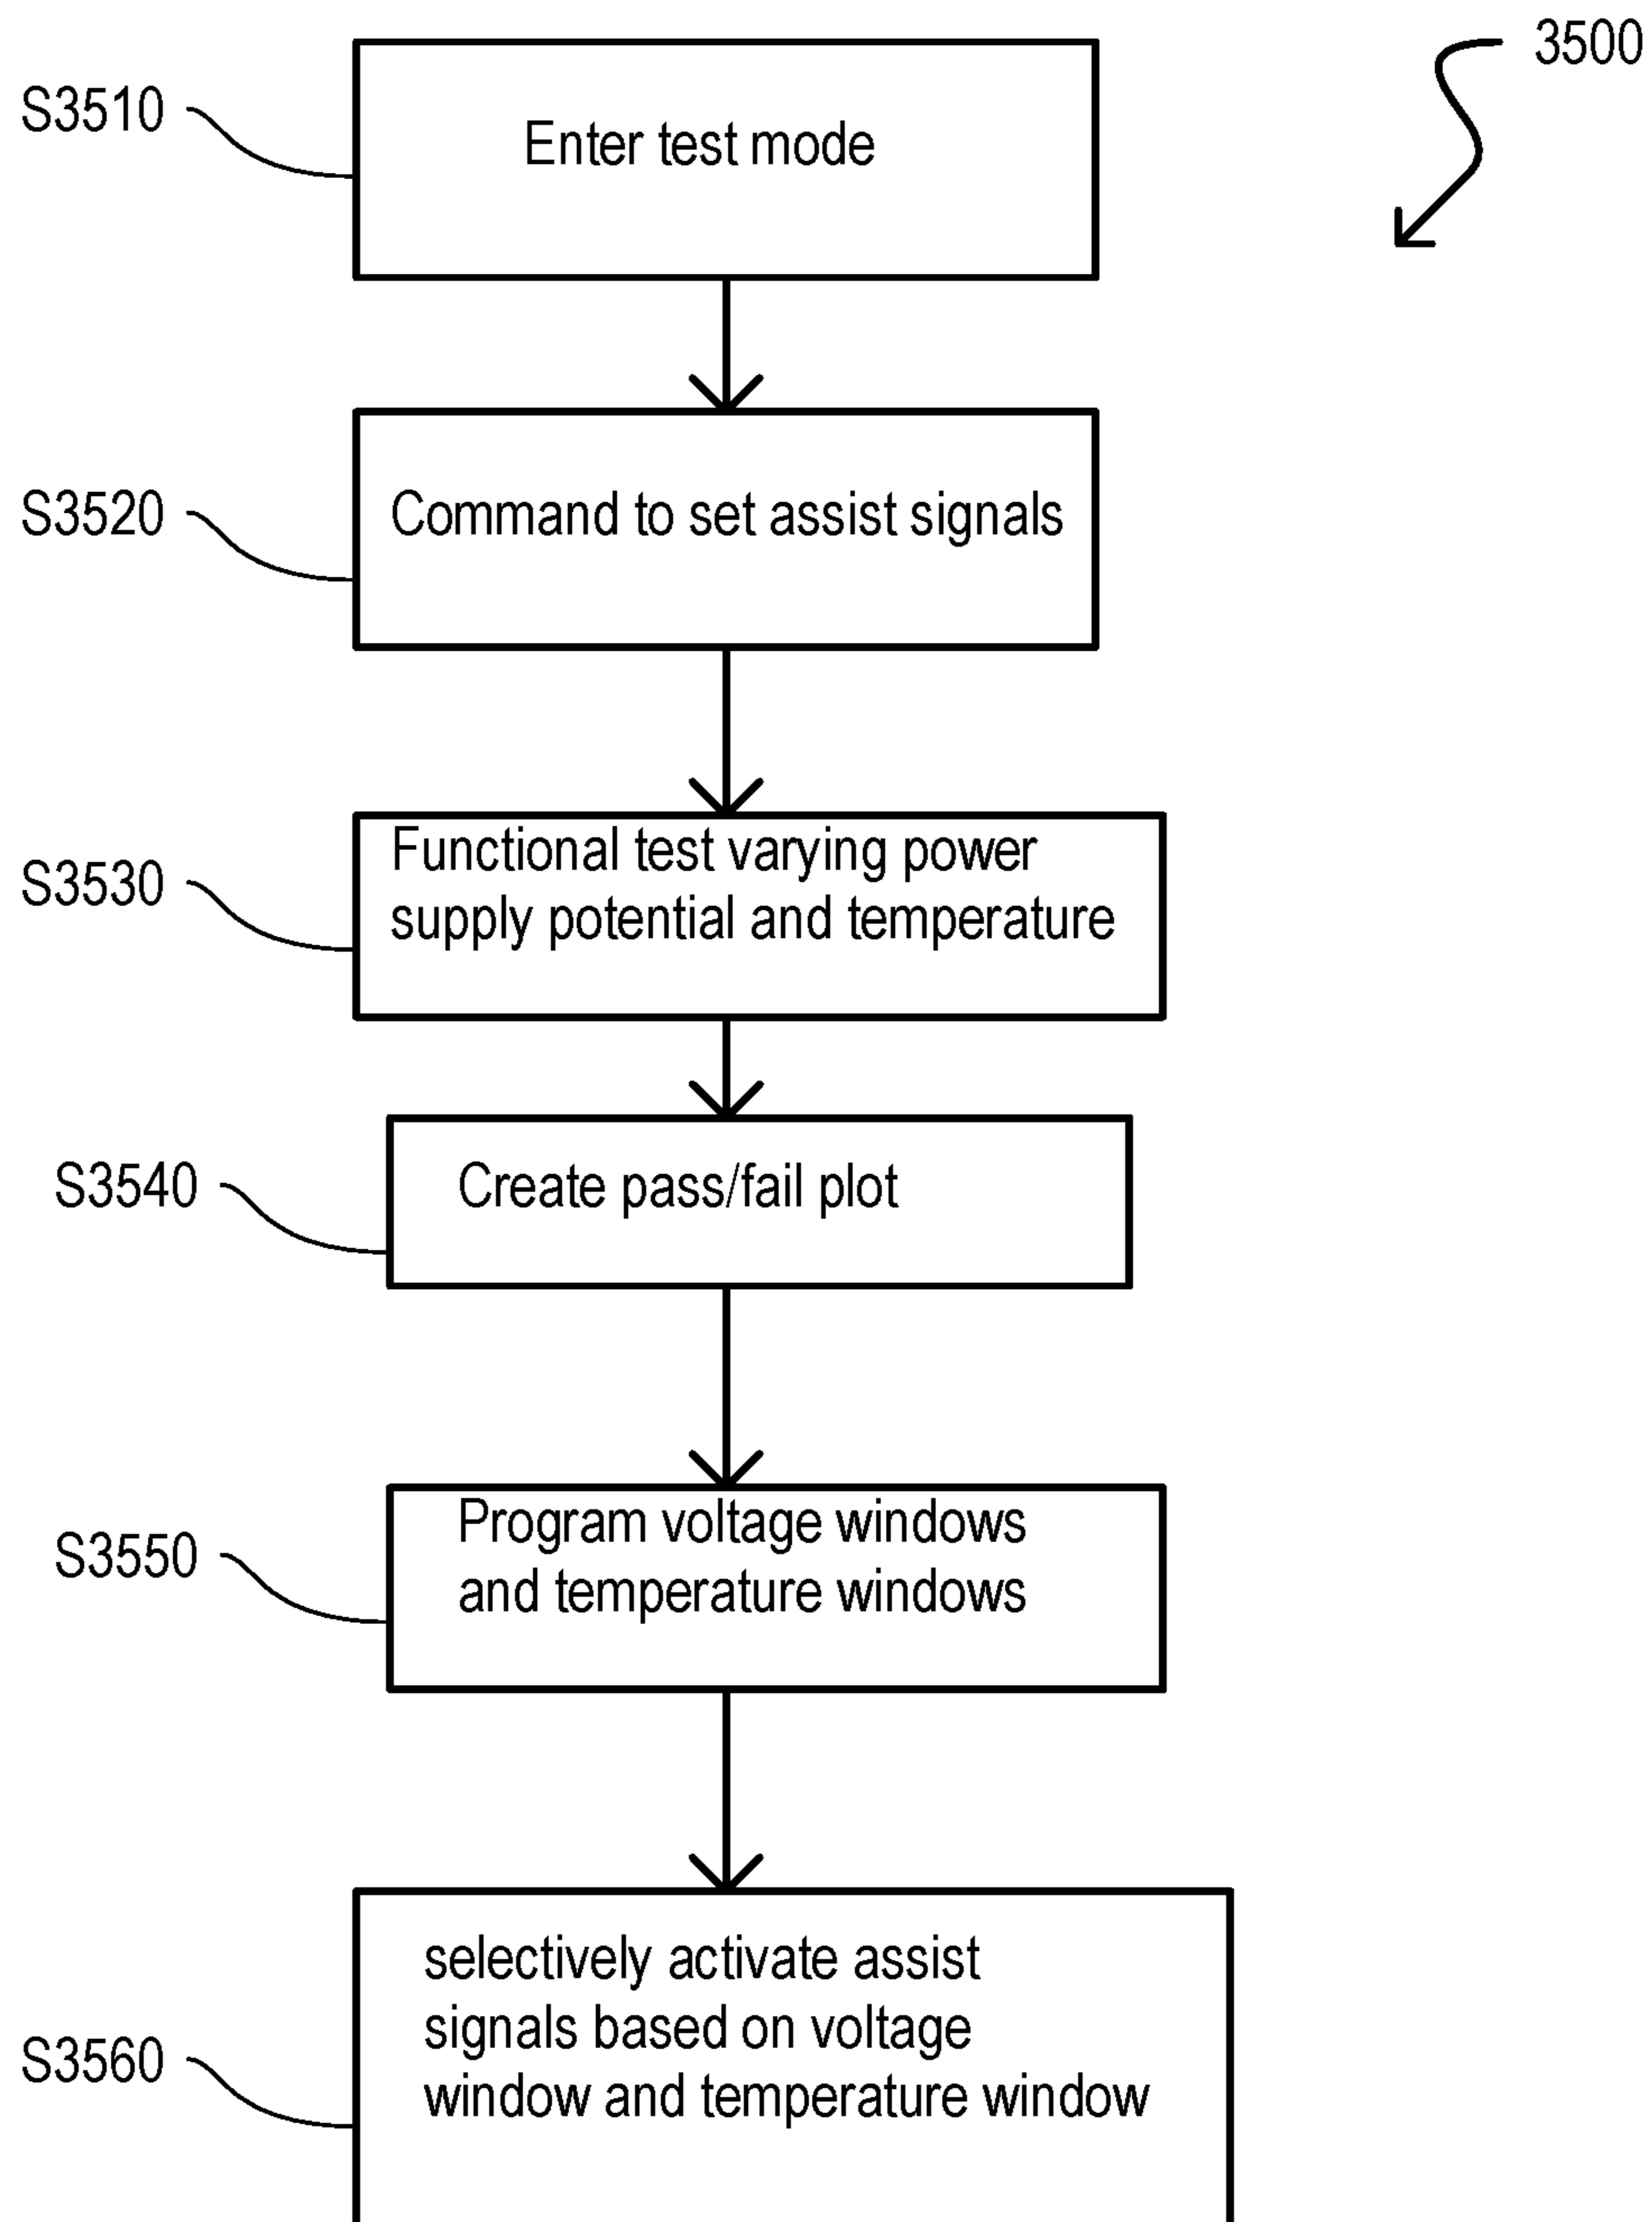 3500
S3510
Enter test mode
S3520
Command to set assist signals
S3530
Functional test varying power
supply potential and temperature
S3540
Create pass/fail plot
S3550
Program voltage windows
and temperature windows
S3560
selectively activate assist
signals based on voltage
window and temperature window